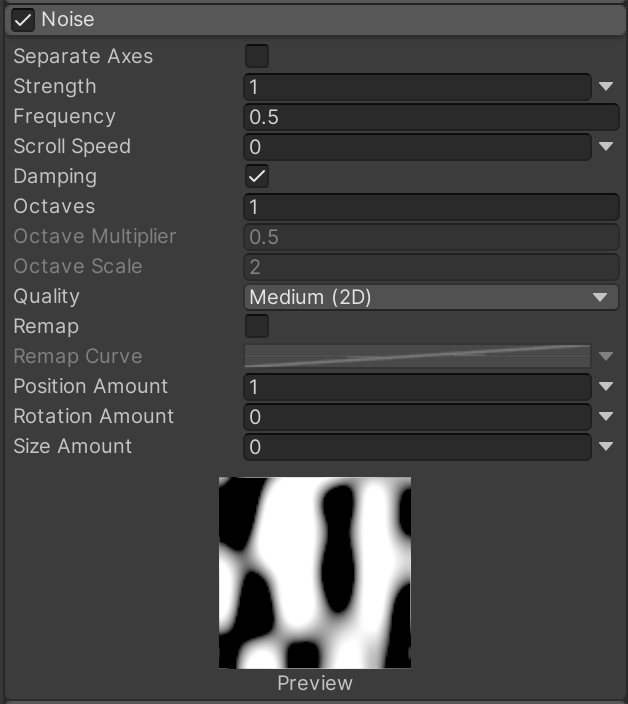 Noise
Separate Axes
Strength 1
Frequency 0.5
Scroll Speed 0
Damping
Octaves 1
Octave Multiplier 0.5
Octave Scale 2
Quality Medium (2D)
Remap
Remap Curve
Position Amount 1
Rotation Amount 0
Size Amount 0
Preview